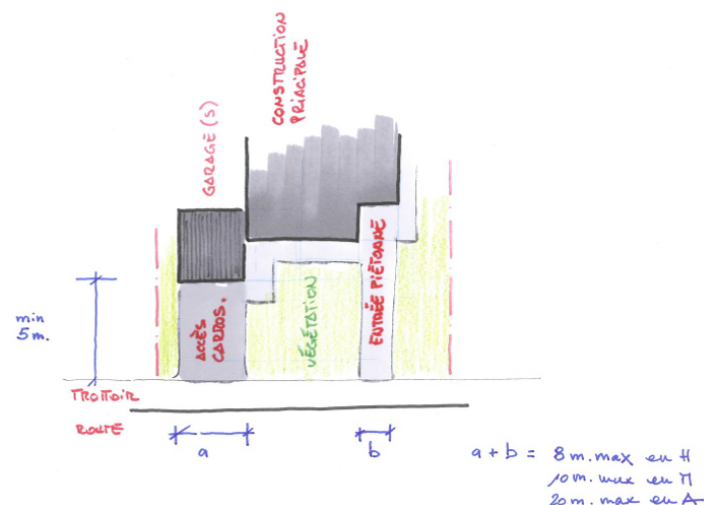 GARAGE(S)
CONSTRUCTION
PRINCIPALE
min
5m.
ACCÈS
CARROS.
VÉGÉTATION
ENTRÉE PIÉTONNE
TROTTOIR
ROUTE
a
b
a + b = 8 m. max en H
10 m. max en M
20 m. max en A